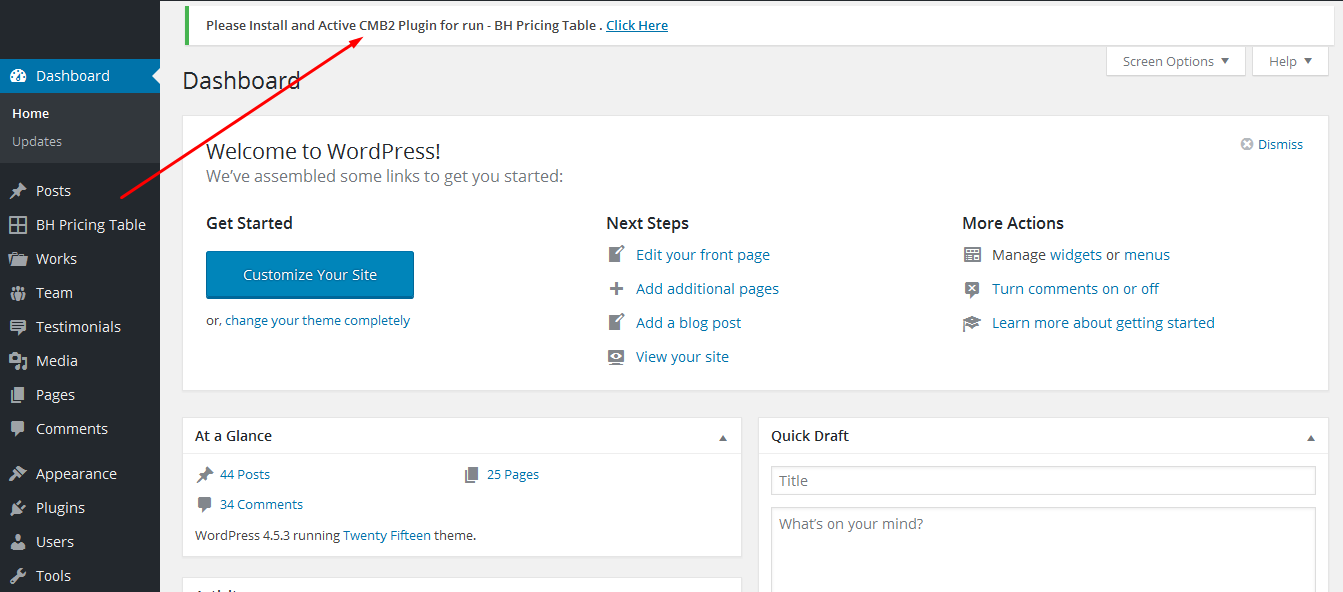 Please Install and Active CMB2 Plugin for run - BH Pricing Table . Click Here
Screen Options
Help
Dashboard
Home
Updates
Posts
BH Pricing Table
Works
Team
Testimonials
Media
Pages
Comments
Appearance
Plugins
Users
Tools
Dashboard
Welcome to WordPress!
We've assembled some links to get you started:
Dismiss
Get Started
Customize Your Site
or, change your theme completely
Next Steps
Edit your front page
Add additional pages
Add a blog post
View your site
More Actions
Manage widgets or menus
Turn comments on or off
Learn more about getting started
At a Glance
44 Posts
25 Pages
34 Comments
WordPress 4.5.3 running Twenty Fifteen theme.
Quick Draft
Title
What's on your mind?